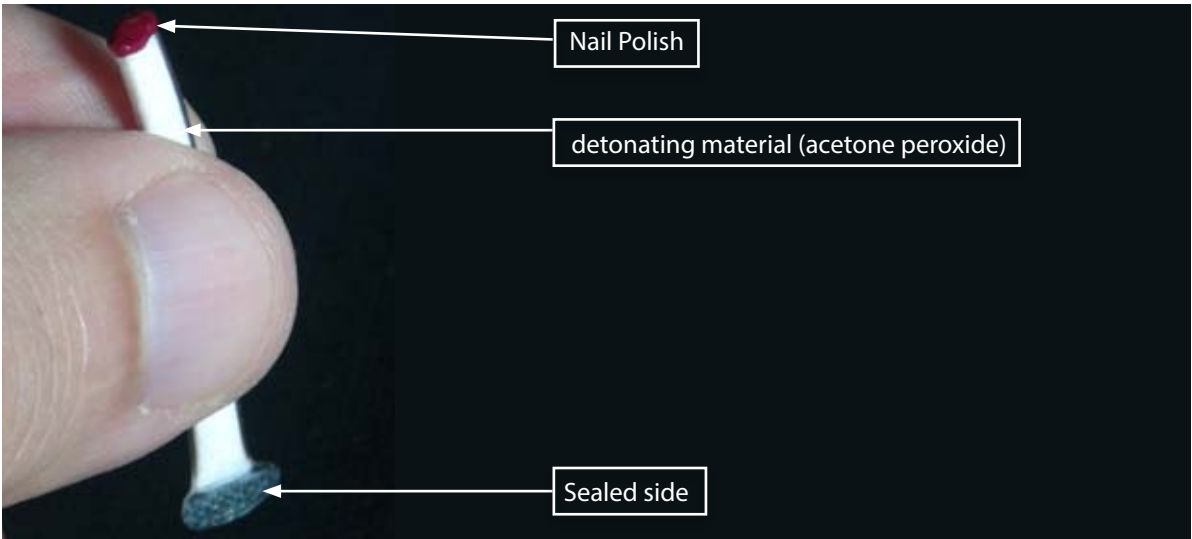 Nail Polish
detonating material (acetone peroxide)
Sealed side